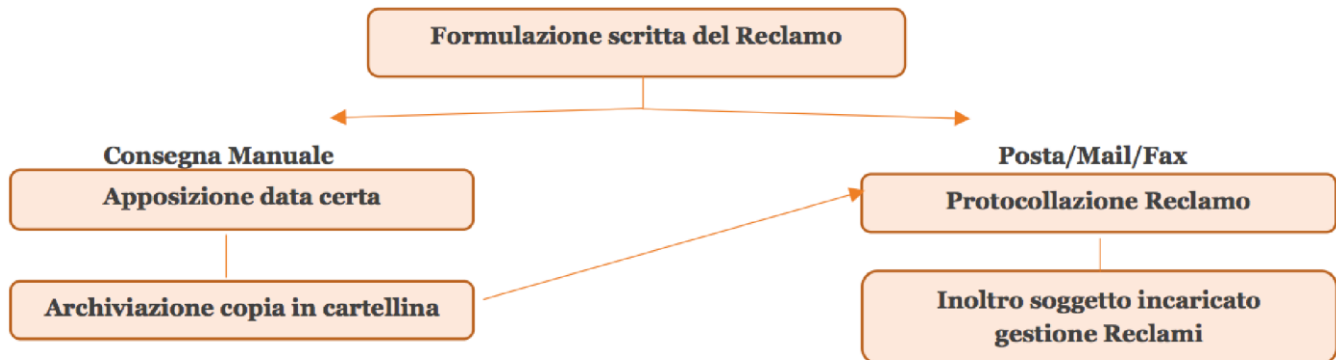 Formulazione scritta del Reclamo
Consegna Manuale
Apposizione data certa
Archiviazione copia in cartellina
Posta/Mail/Fax
Protocollazione Reclamo
Inoltro soggetto incaricato
gestione Reclami